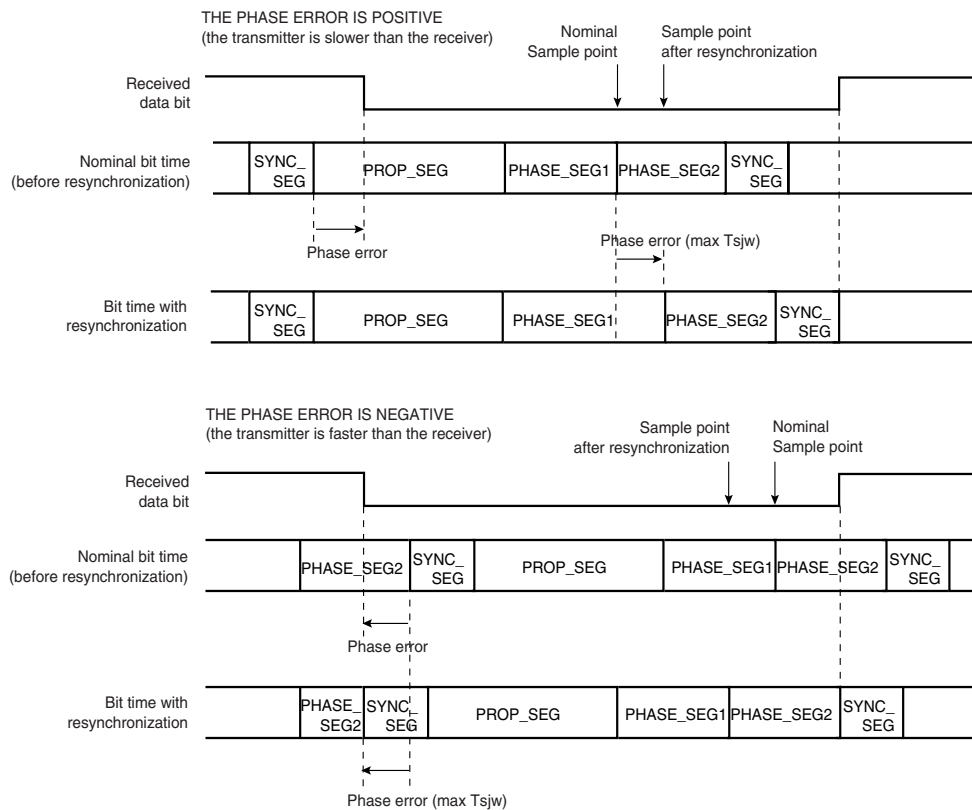 THE PHASE ERROR IS POSITIVE
(the transmitter is slower than the receiver)
Nominal
Sample point
Sample point
after resynchronization
Received
data bit
Nominal bit time
(before resynchronization)
SYNC_
SEG
PROP_SEG
PHASE_SEG1
PHASE_SEG2
SYNC_
SEG
Phase error
Phase error (max Tsjw)
Bit time with
resynchronization
SYNC_
SEG
PROP_SEG
PHASE_SEG1
PHASE_SEG2
SYNC_
SEG
THE PHASE ERROR IS NEGATIVE
(the transmitter is faster than the receiver)
Sample point
after resynchronization
Nominal
Sample point
Received
data bit
Nominal bit time
(before resynchronization)
PHASE_SEG2
SYNC_
SEG
PROP_SEG
PHASE_SEG1
PHASE_SEG2
SYNC_
SEG
Phase error
Bit time with
resynchronization
PHASE_
SEG2
SYNC_
SEG
PROP_SEG
PHASE_SEG1
PHASE_SEG2
SYNC_
SEG
Phase error (max Tsjw)